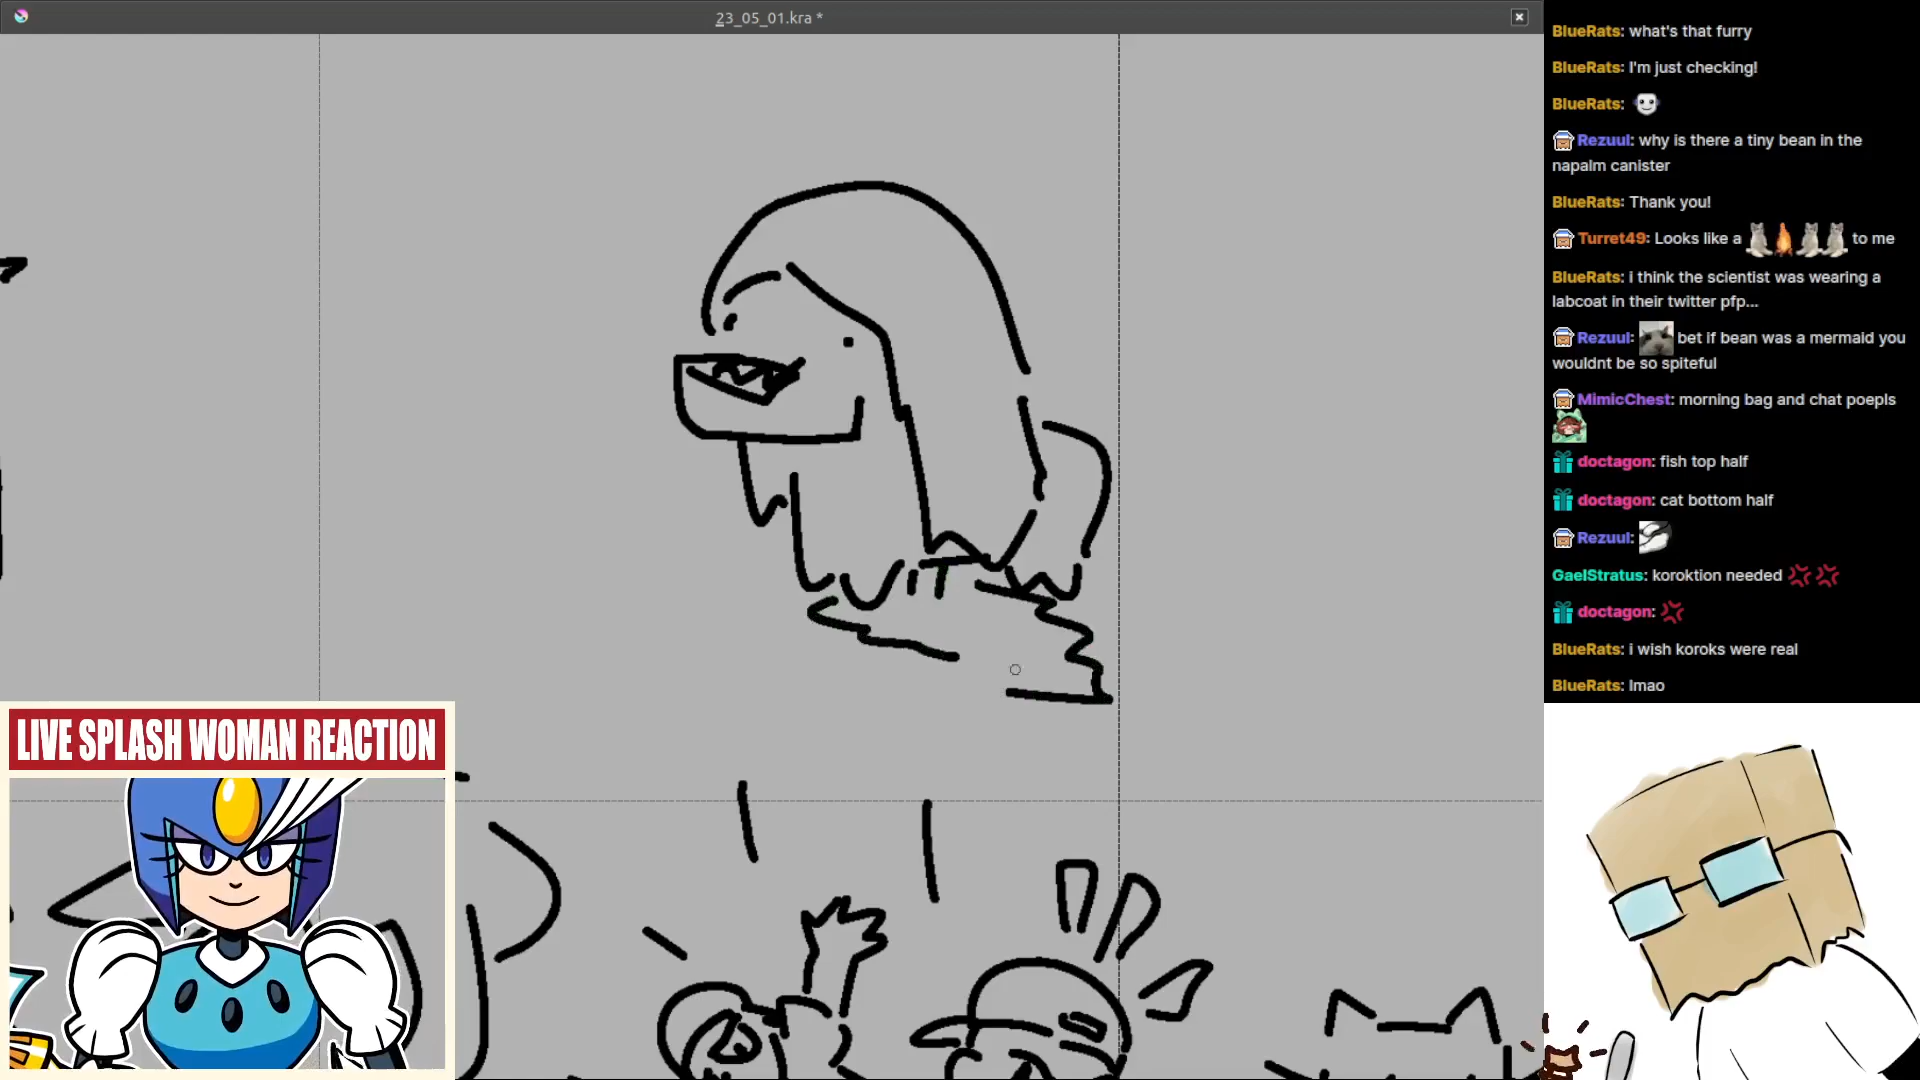 23_05_01.kra *
BlueRats: what's that furry
BlueRats: I'm just checking!
BlueRats:
Rezuul: why is there a tiny bean in the
napalm canister
BlueRats: Thank you!
Turret49: Looks like a to me
BlueRats: i think the scientist was wearing a
labcoat in their twitter pfp...
Rezuul: bet if bean was a mermaid you
wouldnt be so spiteful
MimicChest: morning bag and chat poepls
doctagon: fish top half
doctagon: cat bottom half
Rezuul:
GaelStratus: koroktion needed
doctagon:
BlueRats: i wish koroks were real
BlueRats: lmao
LIVE SPLASH WOMAN REACTION